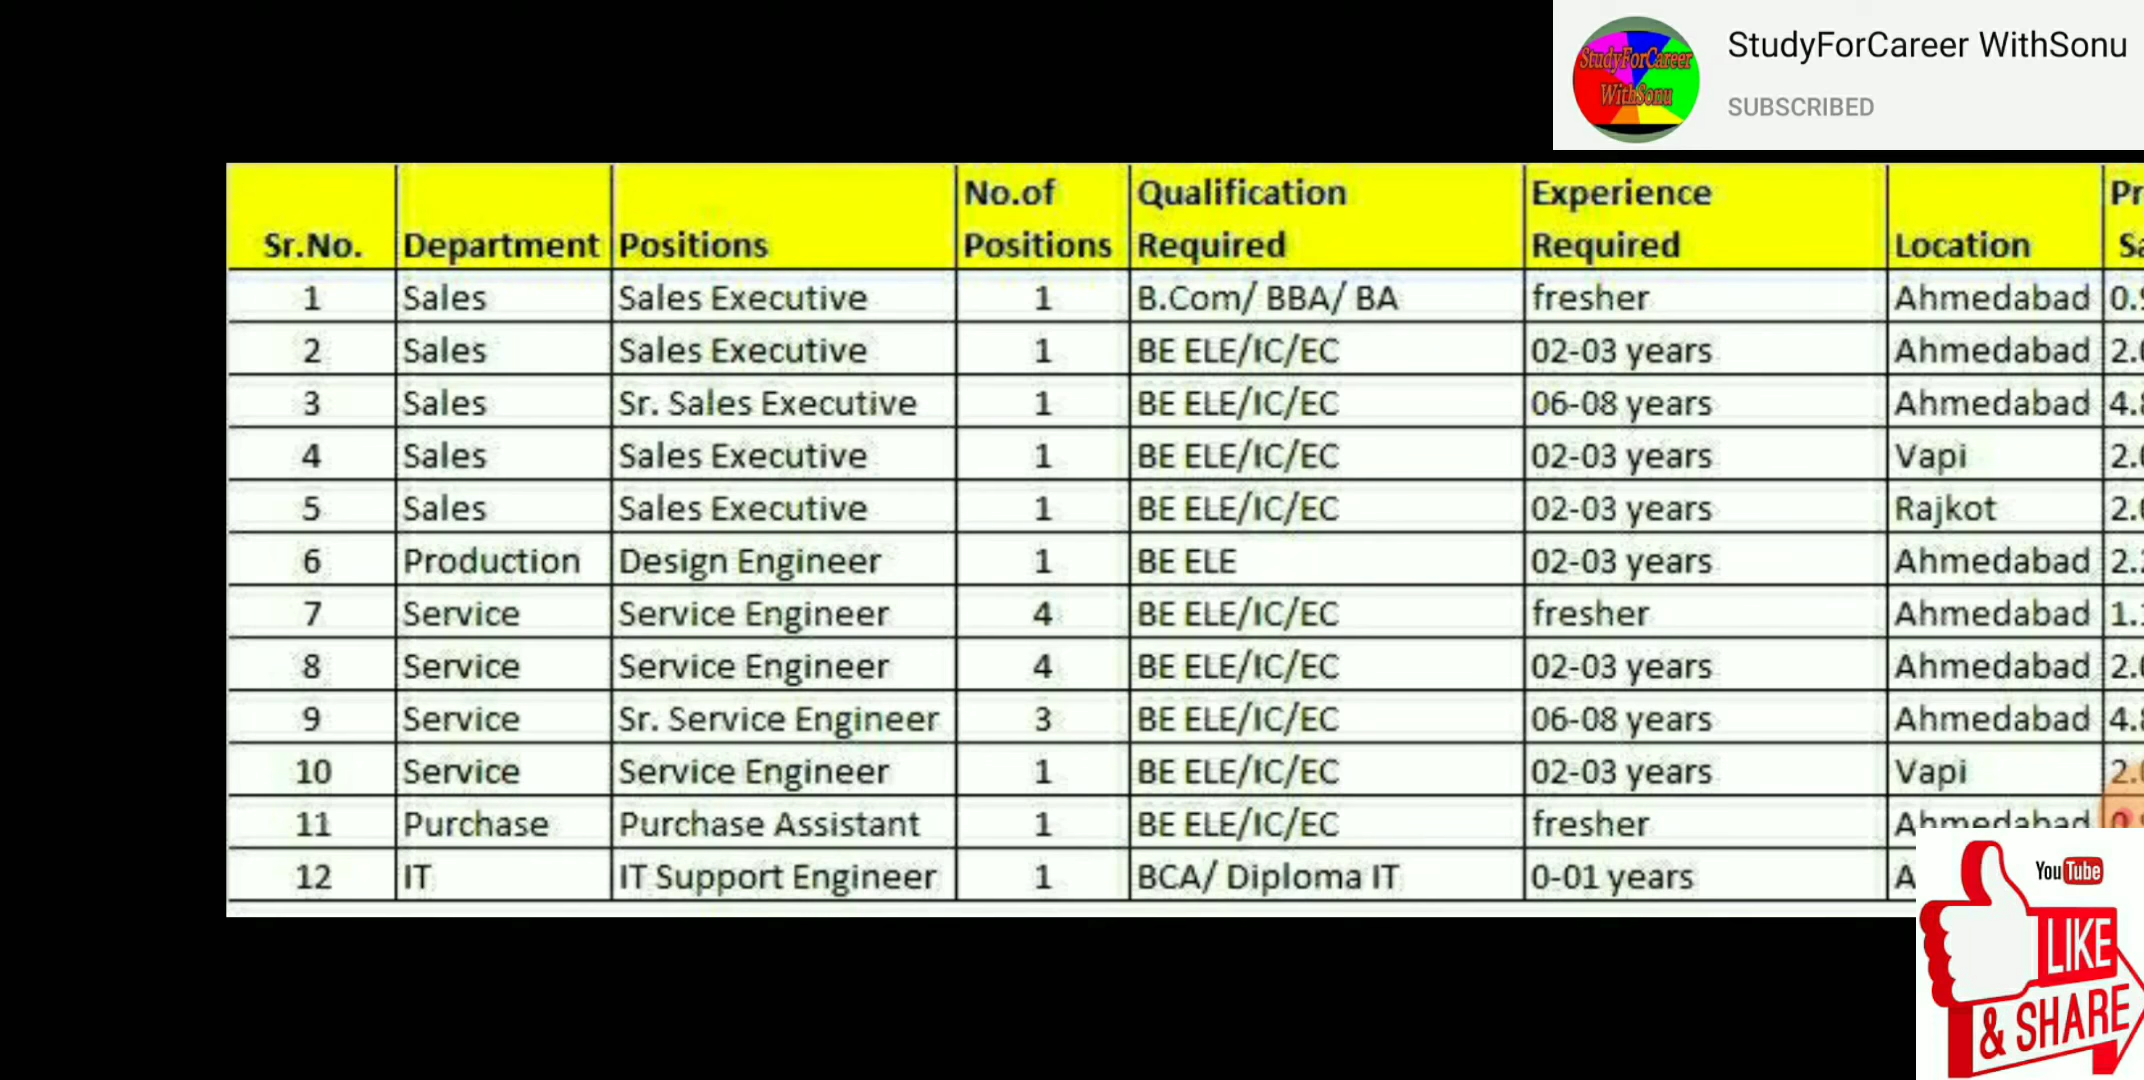 StudyForCareer WithSonu
SUBSCRIBED
StudyForCareer
WithSonu
Sr.No. Department Positions No.of Positions Qualification Required Experience Required Location
1 Sales Sales Executive 1 B.Com/ BBA/ BA fresher Ahmedabad
2 Sales Sales Executive 1 BE ELE/IC/EC 02-03 years Ahmedabad
3 Sales Sr. Sales Executive 1 BE ELE/IC/EC 06-08 years Ahmedabad
4 Sales Sales Executive 1 BE ELE/IC/EC 02-03 years Vapi
5 Sales Sales Executive 1 BE ELE/IC/EC 02-03 years Rajkot
6 Production Design Engineer 1 BE ELE 02-03 years Ahmedabad
7 Service Service Engineer 4 BE ELE/IC/EC fresher Ahmedabad
8 Service Service Engineer 4 BE ELE/IC/EC 02-03 years Ahmedabad
9 Service Sr. Service Engineer 3 BE ELE/IC/EC 06-08 years Ahmedabad
10 Service Service Engineer 1 BE ELE/IC/EC 02-03 years Vapi
11 Purchase Purchase Assistant 1 BE ELE/IC/EC fresher Ahmedabad
12 IT IT Support Engineer 1 BCA/ Diploma IT 0-01 years
YouTube
LIKE
& SHARE